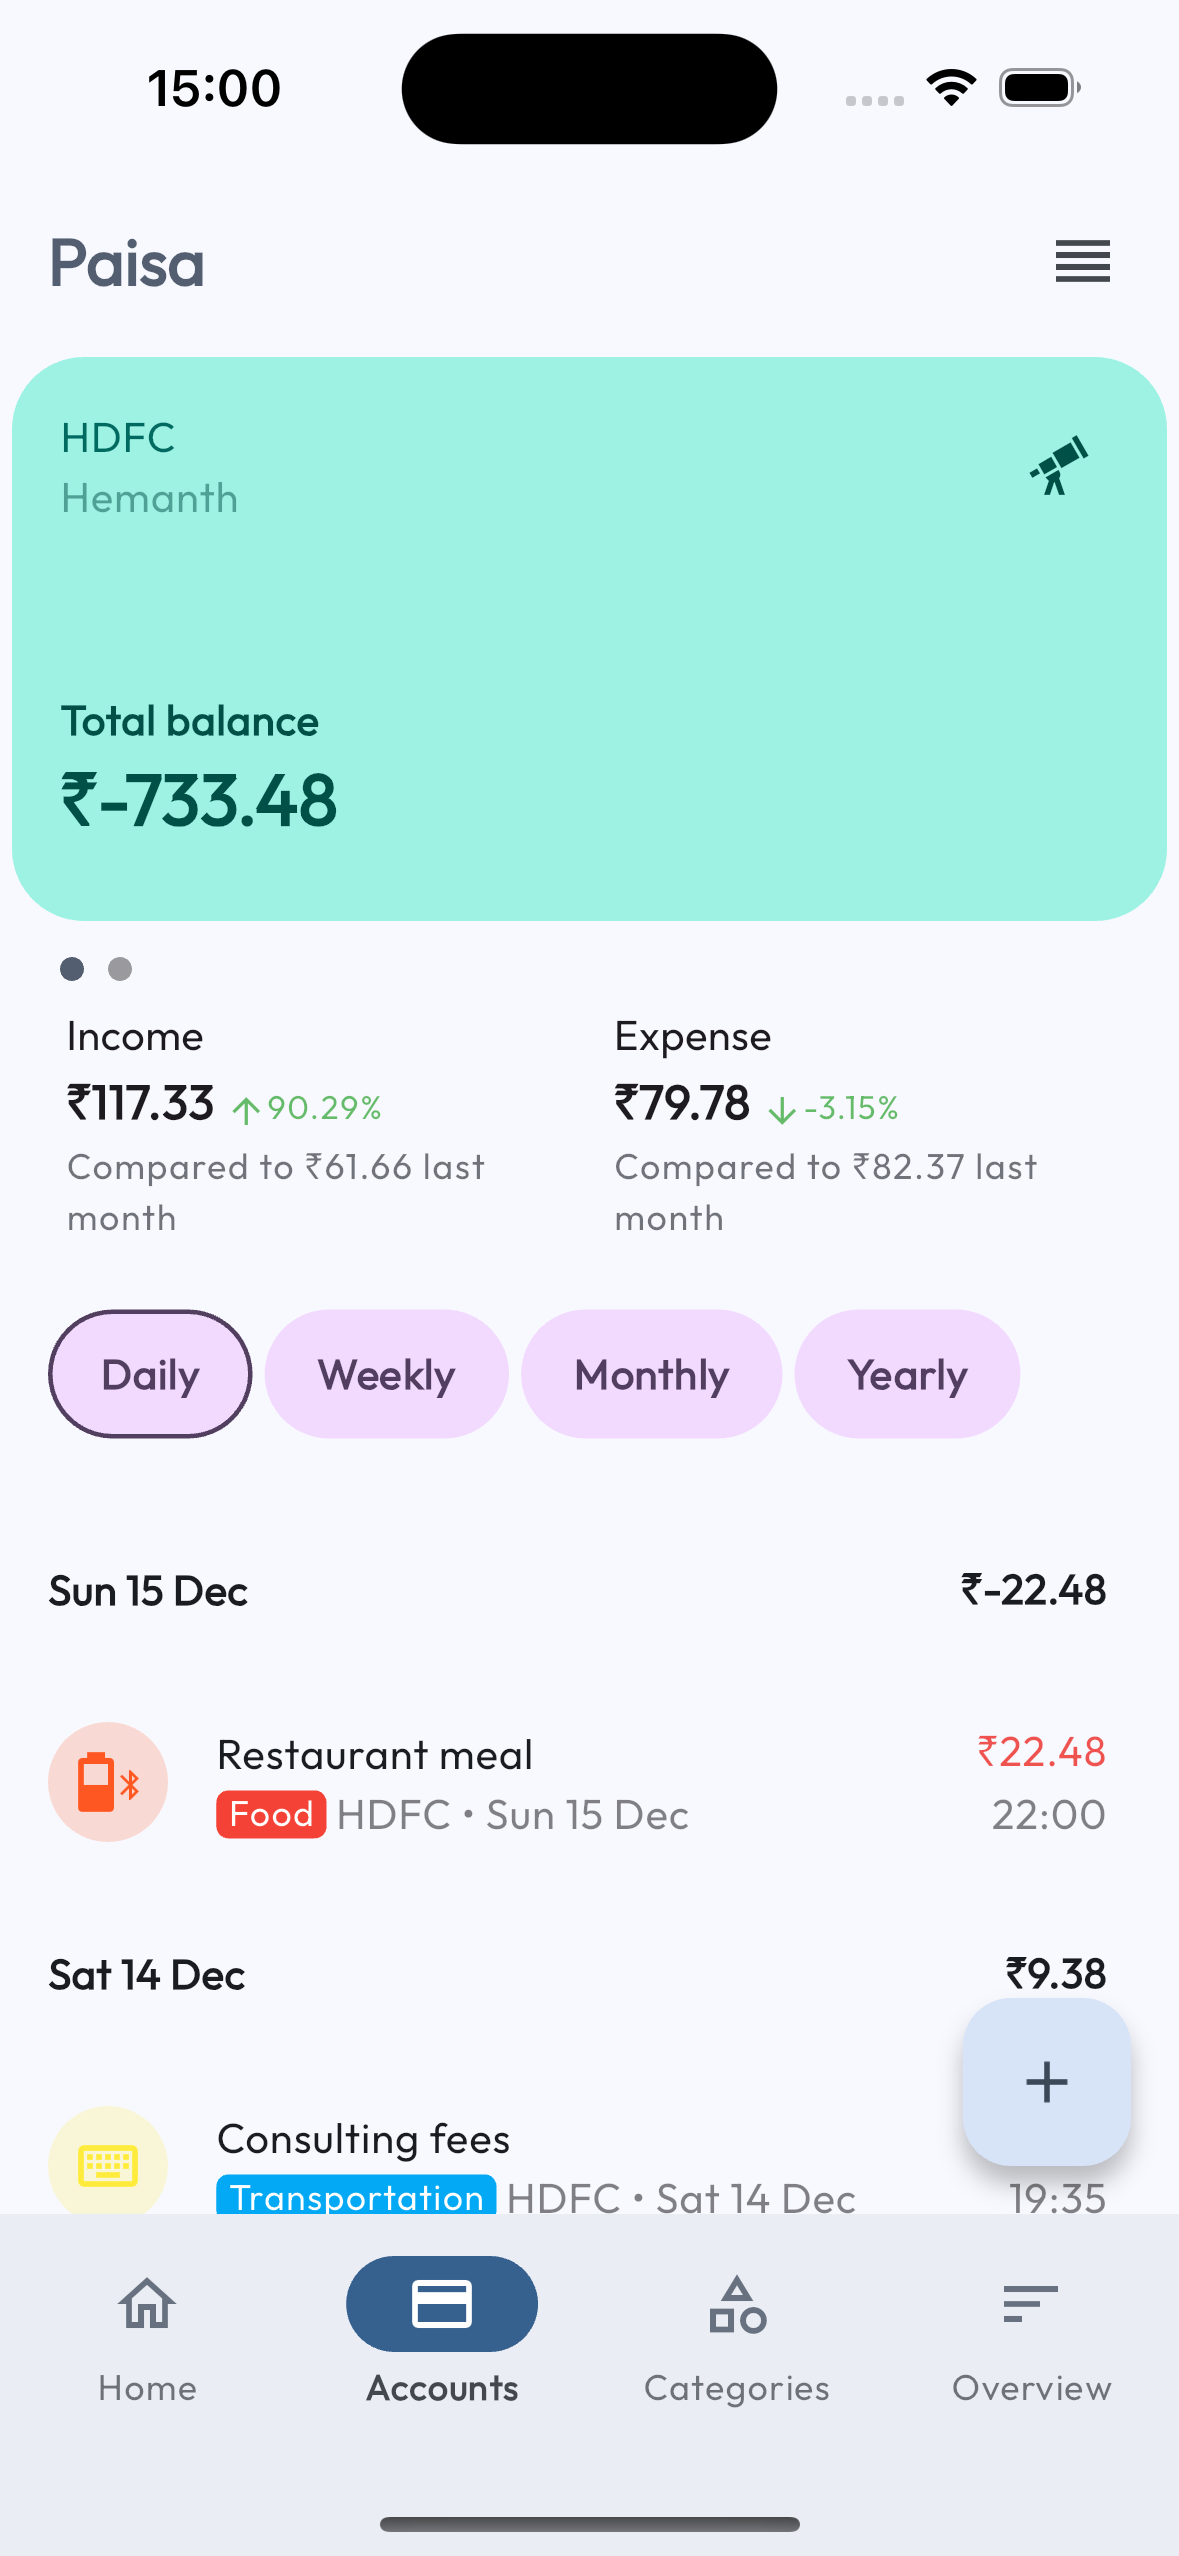 15:00
Paisa
HDFC
Hemanth
Total balance
₹-733.48
Income
₹117.33 90.29%
Compared to ₹61.66 last
month
Expense
₹79.78 -3.15%
Compared to ₹82.37 last
month
Daily Weekly Monthly Yearly
Sun 15 Dec ₹-22.48
Restaurant meal ₹22.48
Food HDFC • Sun 15 Dec 22:00
Sat 14 Dec ₹9.38
Consulting fees
Transportation HDFC • Sat 14 Dec 19:35
Home Accounts Categories Overview